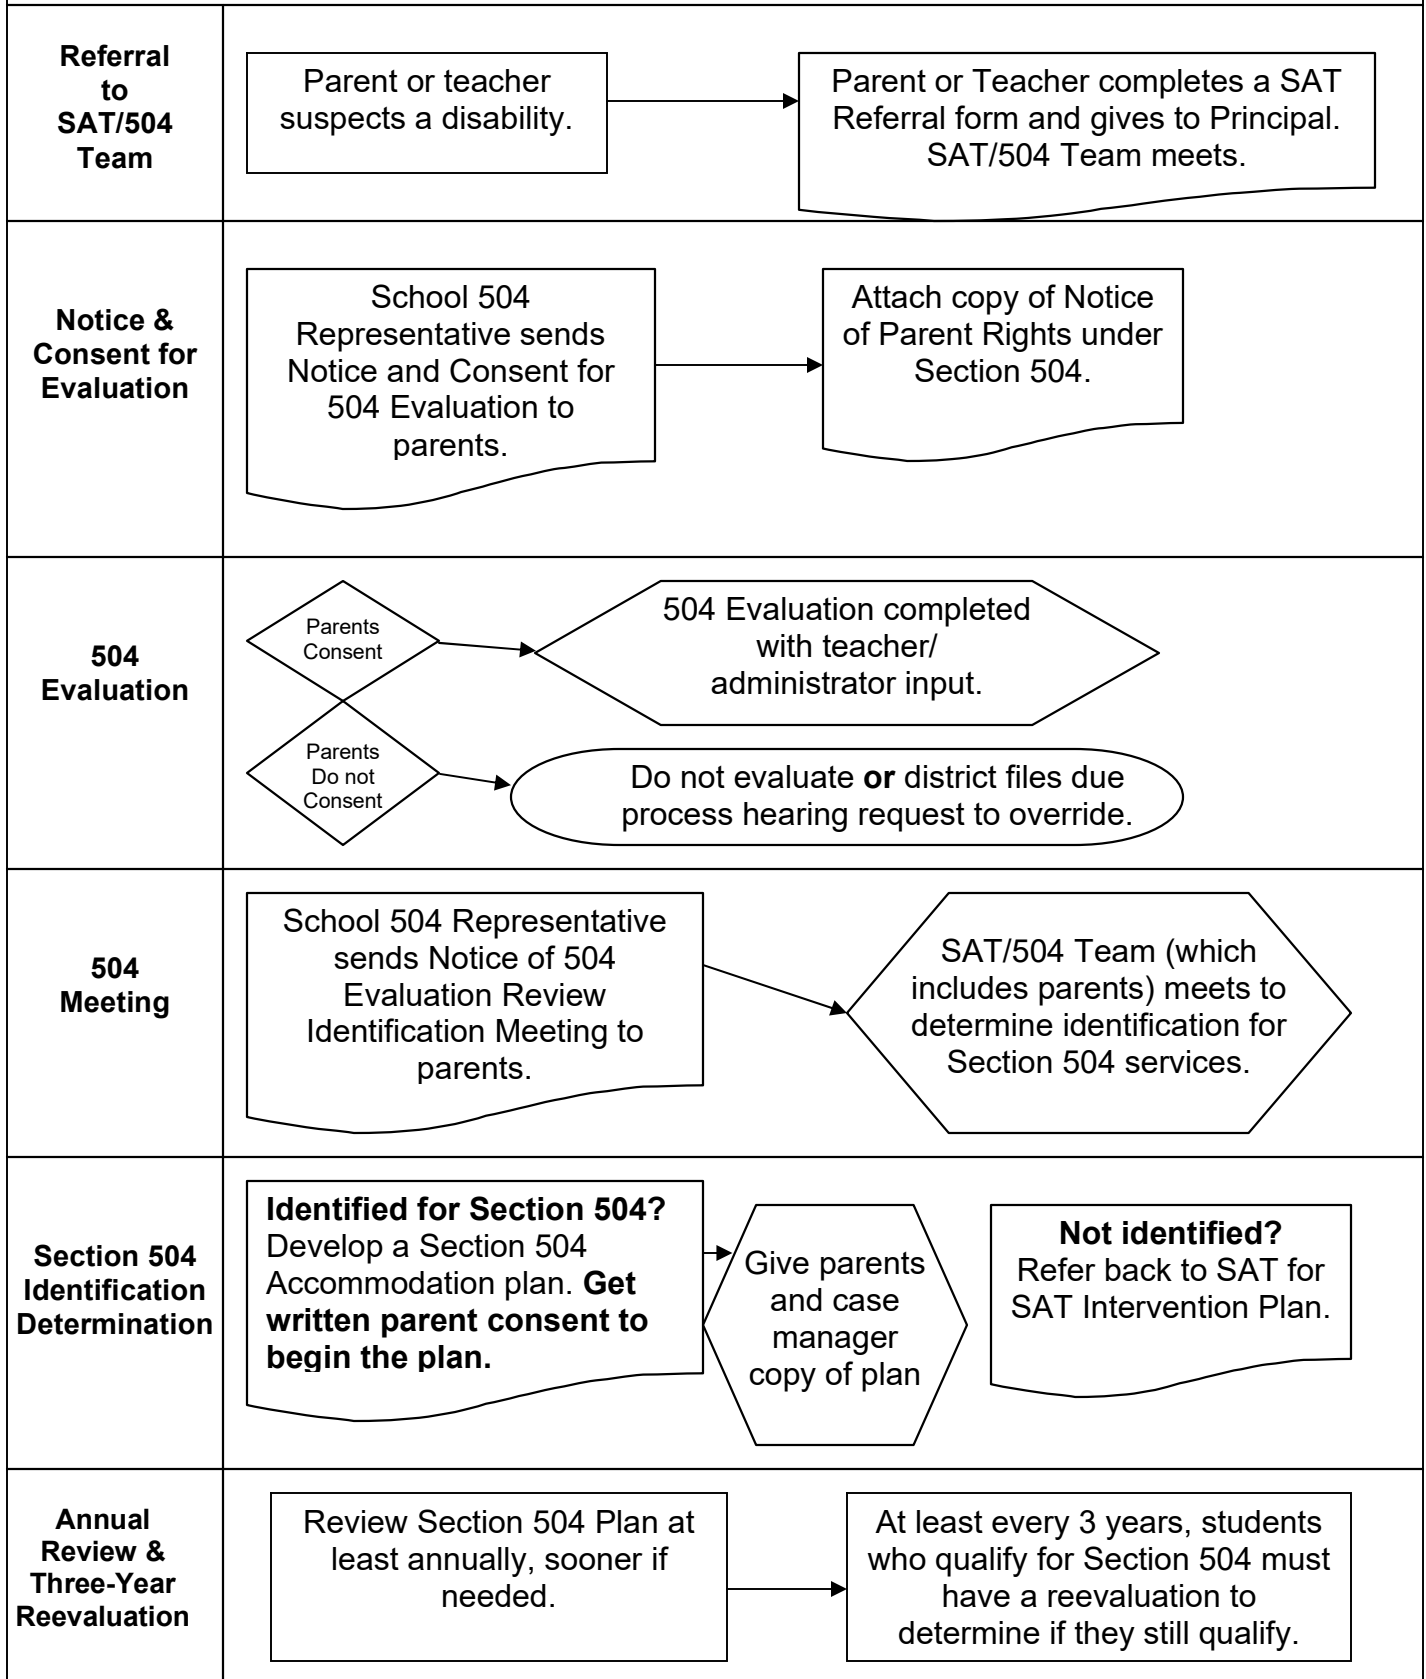 Referral
to
SAT/504
Team
Parent or teacher
suspects a disability.
Parent or Teacher completes a SAT
Referral form and gives to Principal.
SAT/504 Team meets.
Notice &
Consent for
Evaluation
School 504
Representative sends
Notice and Consent for
504 Evaluation to
parents.
Attach copy of Notice
of Parent Rights under
Section 504.
504
Evaluation
Parents
Consent
504 Evaluation completed
with teacher/
administrator input.
Parents
Do not
Consent
Do not evaluate or district files due
process hearing request to override.
504
Meeting
School 504 Representative
sends Notice of 504
Evaluation Review
Identification Meeting to
parents.
SAT/504 Team (which
includes parents) meets to
determine identification for
Section 504 services.
Section 504
Identification
Determination
Identified for Section 504?
Develop a Section 504
Accommodation plan. Get
written parent consent to
begin the plan.
Give parents
and case
manager
copy of plan
Not identified?
Refer back to SAT for
SAT Intervention Plan.
Annual
Review &
Three-Year
Reevaluation
Review Section 504 Plan at
least annually, sooner if
needed.
At least every 3 years, students
who qualify for Section 504 must
have a reevaluation to
determine if they still qualify.